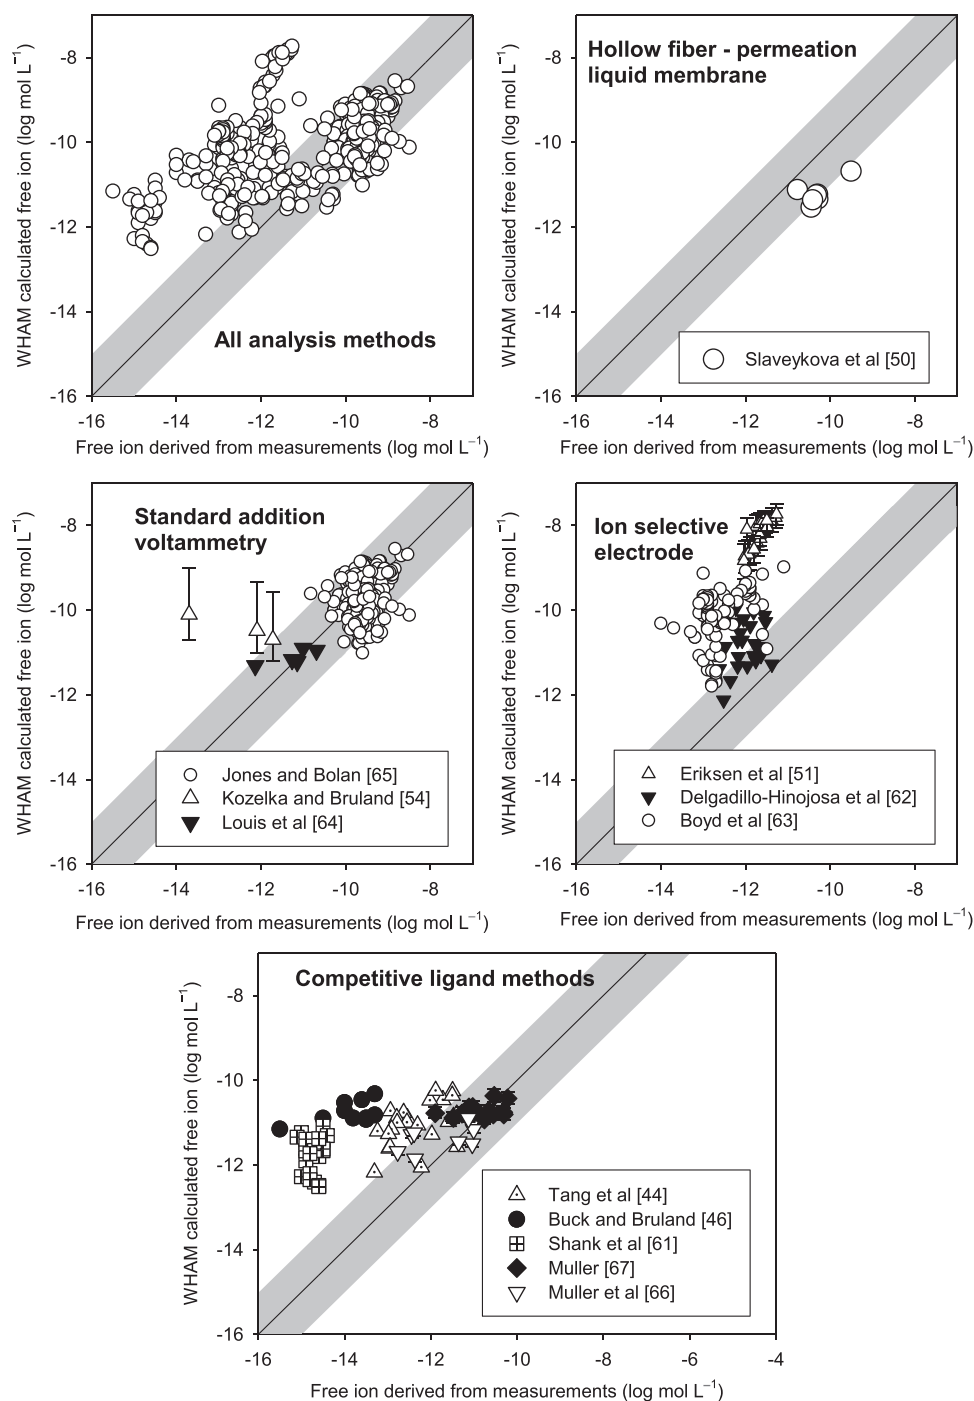 WHAM calculated free ion (log mol L⁻¹)
-8
-10
-12
-14
-16
All analysis methods
-16
-14
-12
-10
-8
Free ion derived from measurements (log mol L⁻¹)
WHAM calculated free ion (log mol L⁻¹)
Hollow fiber - permeation
liquid membrane
-8
-10
-12
-14
-16
Slaveykova et al [50]
-16
-14
-12
-10
-8
Free ion derived from measurements (log mol L⁻¹)
WHAM calculated free ion (log mol L⁻¹)
Standard addition
voltammetry
-8
-10
-12
-14
-16
Jones and Bolan [65]
Kozelka and Bruland [54]
Louis et al [64]
-16
-14
-12
-10
-8
Free ion derived from measurements (log mol L⁻¹)
WHAM calculated free ion (log mol L⁻¹)
Ion selective
electrode
-8
-10
-12
-14
-16
Eriksen et al [51]
Delgadillo-Hinojosa et al [62]
Boyd et al [63]
-16
-14
-12
-10
-8
Free ion derived from measurements (log mol L⁻¹)
WHAM calculated free ion (log mol L⁻¹)
Competitive ligand methods
-8
-10
-12
-14
-16
Tang et al [44]
Buck and Bruland [46]
Shank et al [61]
Muller [67]
Muller et al [66]
-16
-14
-12
-10
-8
-6
-4
Free ion derived from measurements (log mol L⁻¹)